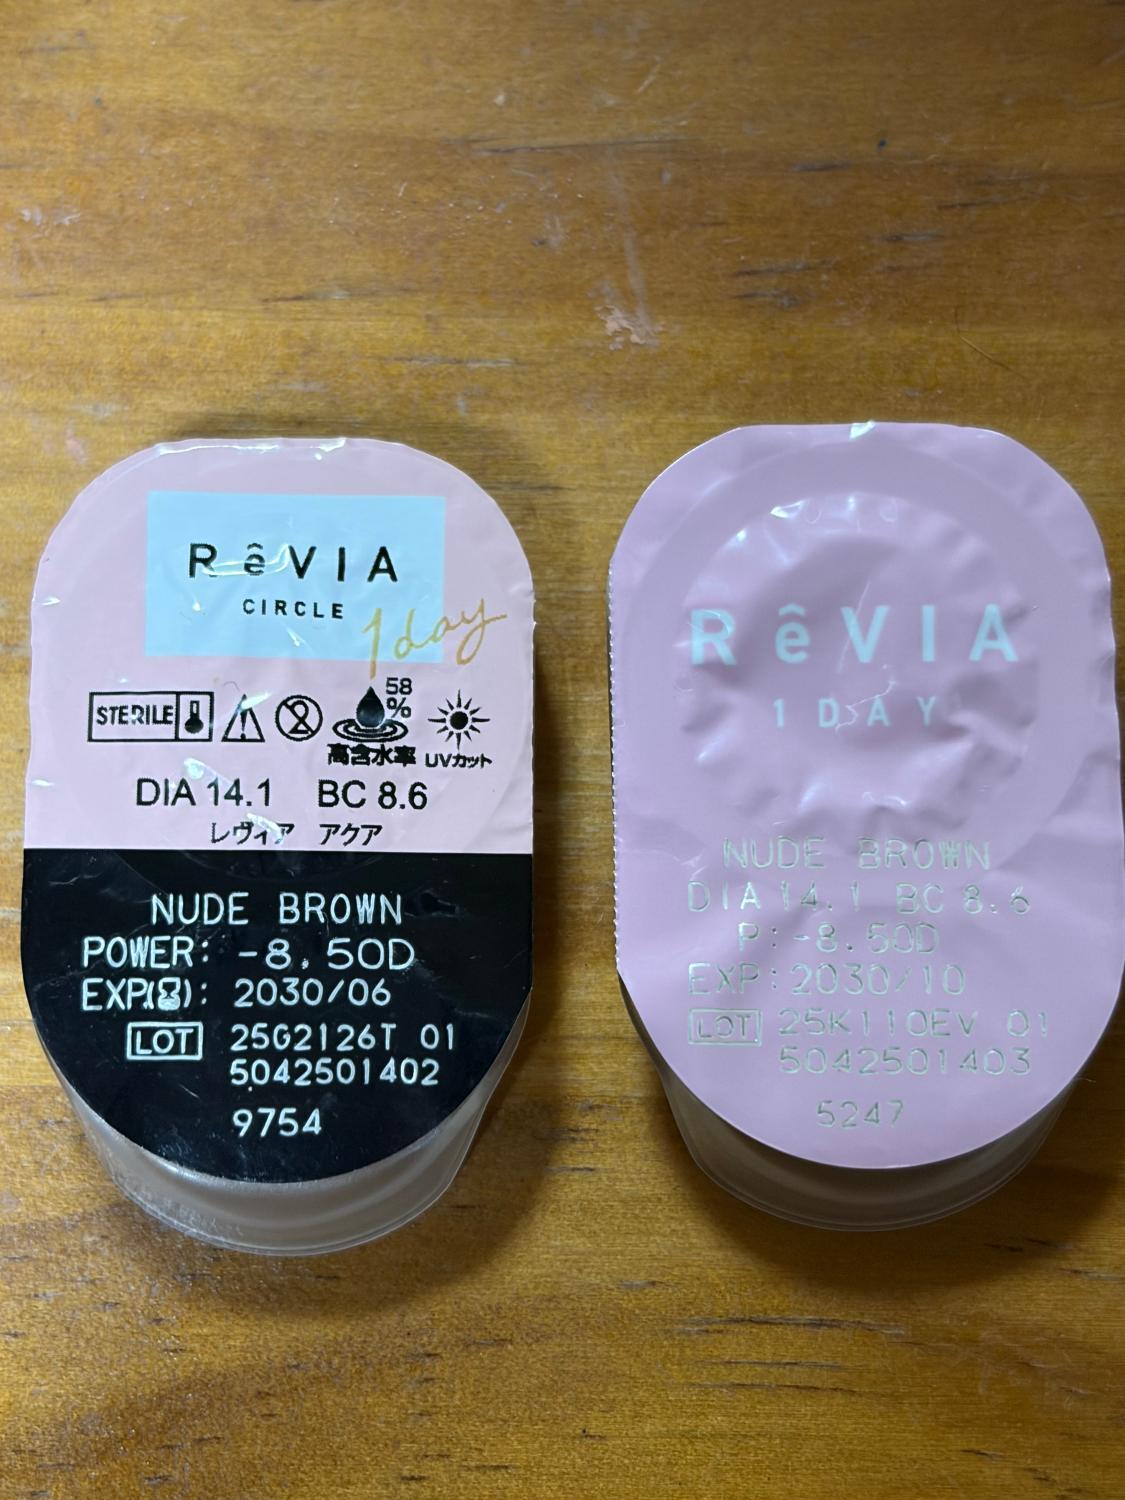 RêVIA
CIRCLE
1day
STERILE
58
%
高含水率 UVカット
DIA 14.1 BC 8.6
レヴィア アクア
NUDE BROWN
POWER: -8.50D
EXP(): 2030/06
LOT 25G2126T 01
5042501402
9754
RêVIA
1DAY
NUDE BROWN
DIA 14.1 BC 8.6
P:-8.50D
EXP:2030/10
LOT 25K110EV 01
5042501403
5247